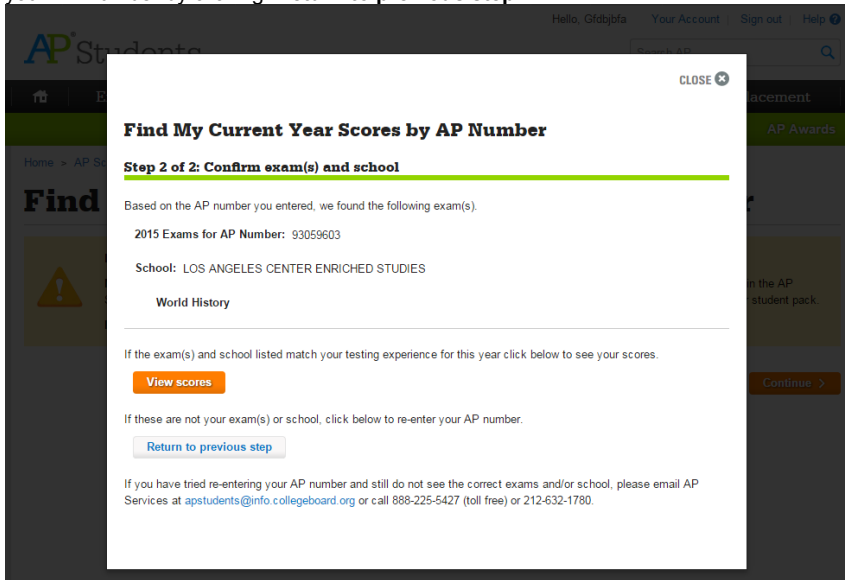 Hello, Gfdbjbfa Your Account Sign out Help
AP Students
Search AP
CLOSE
lacement
AP Awards
Find My Current Year Scores by AP Number
Home > AP Sc
Step 2 of 2: Confirm exam(s) and school
Find
Based on the AP number you entered, we found the following exam(s).
2015 Exams for AP Number: 93059603
School: LOS ANGELES CENTER ENRICHED STUDIES
in the AP
World History
student pack.
If the exam(s) and school listed match your testing experience for this year click below to see your scores.
View scores
Continue >
If these are not your exam(s) or school, click below to re-enter your AP number.
Return to previous step
If you have tried re-entering your AP number and still do not see the correct exams and/or school, please email AP
Services at apstudents@info.collegeboard.org or call 888-225-5427 (toll free) or 212-632-1780.